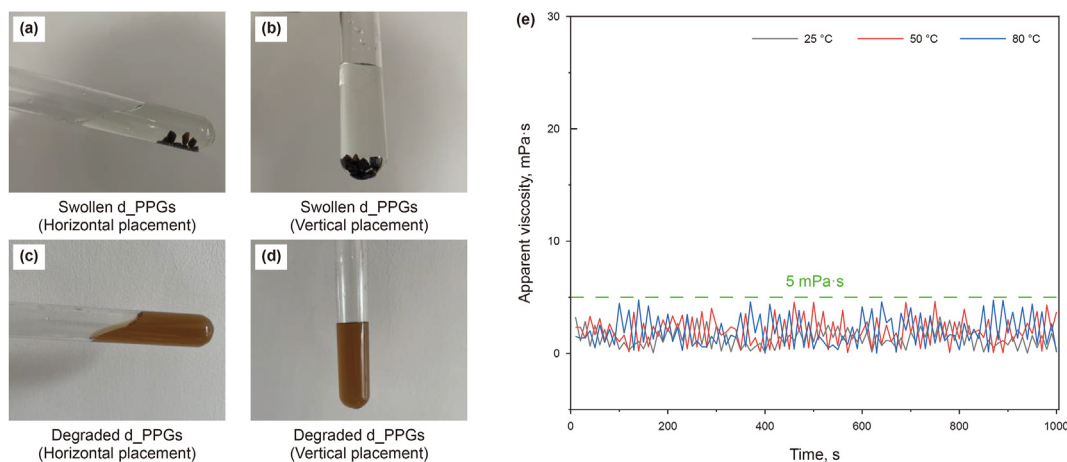 (a)
(b)
Swollen d_PPGs
(Horizontal placement)
Swollen d_PPGs
(Vertical placement)
(c)
(d)
Degraded d_PPGs
(Horizontal placement)
Degraded d_PPGs
(Vertical placement)
(e)
25 °C
50 °C
80 °C
5 mPa·s
Apparent viscosity, mPa·s
30
20
10
0
0
200
400
600
800
1000
Time, s